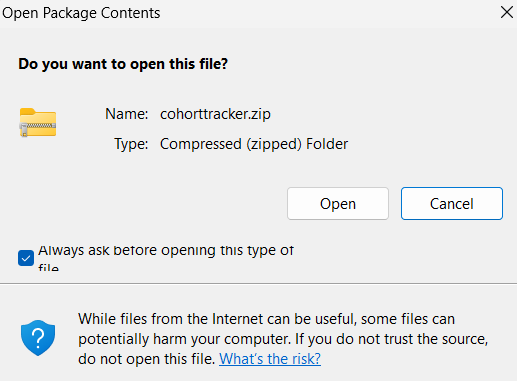 Open Package Contents
Do you want to open this file?
Name: cohorttracker.zip
Type: Compressed (zipped) Folder
Open Cancel
Always ask before opening this type of
file
While files from the Internet can be useful, some files can
potentially harm your computer. If you do not trust the source,
do not open this file. What's the risk?